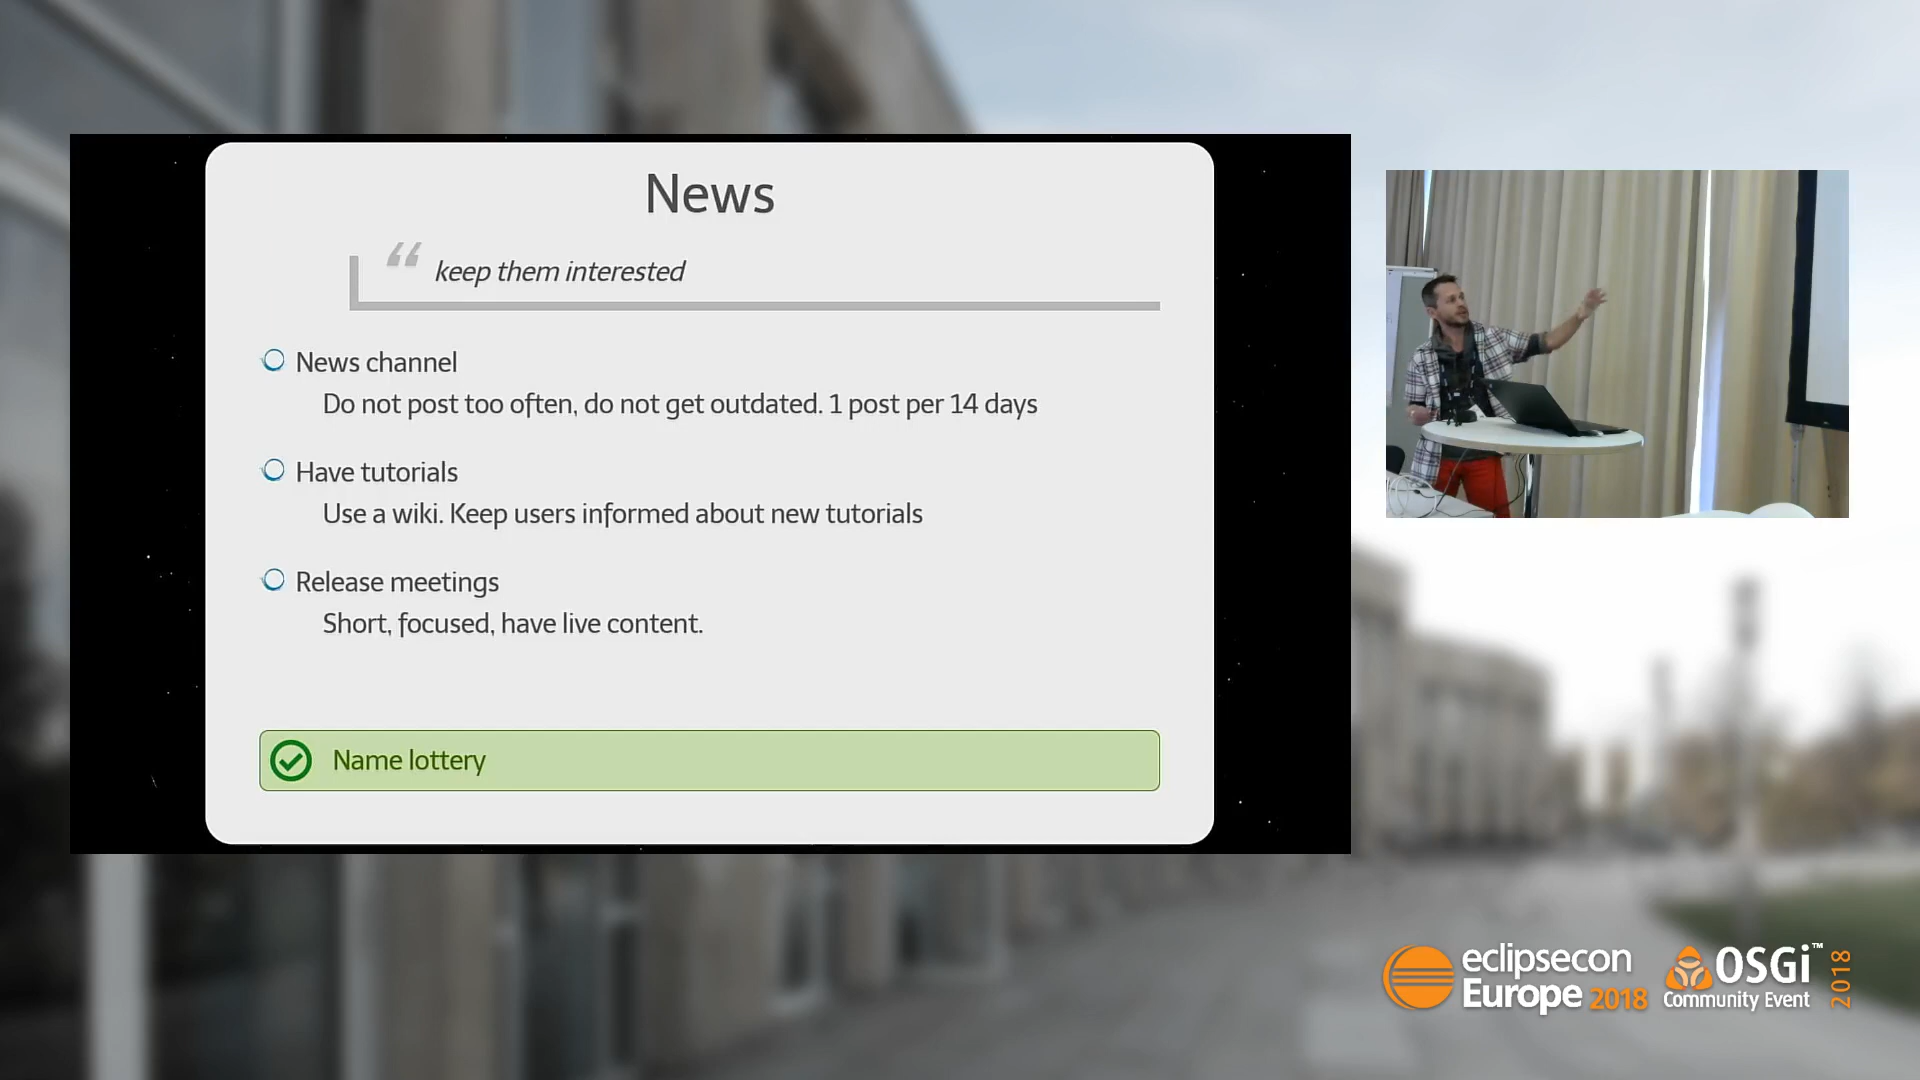 News
“ keep them interested
News channel
Do not post too often, do not get outdated. 1 post per 14 days
Have tutorials
Use a wiki. Keep users informed about new tutorials
Release meetings
Short, focused, have live content.
Name lottery
eclipsecon
Europe 2018
OSGi™
Community Event
2018